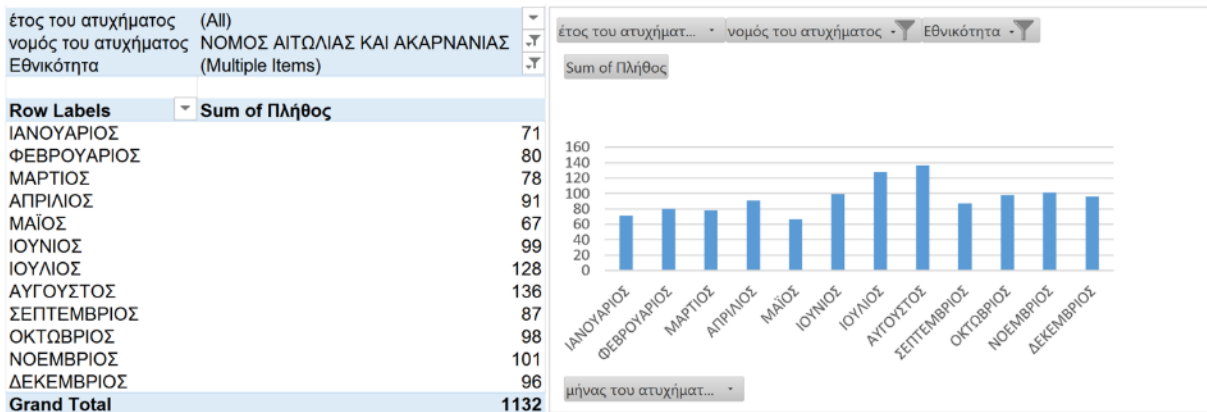 έτος του ατυχήματος (All)
νομός του ατυχήματος ΝΟΜΟΣ ΑΙΤΩΛΙΑΣ ΚΑΙ ΑΚΑΡΝΑΝΙΑΣ
Εθνικότητα (Multiple Items)
Row Labels Sum of Πλήθος
ΙΑΝΟΥΑΡΙΟΣ 71
ΦΕΒΡΟΥΑΡΙΟΣ 80
ΜΑΡΤΙΟΣ 78
ΑΠΡΙΛΙΟΣ 91
ΜΑΪΟΣ 67
ΙΟΥΝΙΟΣ 99
ΙΟΥΛΙΟΣ 128
ΑΥΓΟΥΣΤΟΣ 136
ΣΕΠΤΕΜΒΡΙΟΣ 87
ΟΚΤΩΒΡΙΟΣ 98
ΝΟΕΜΒΡΙΟΣ 101
ΔΕΚΕΜΒΡΙΟΣ 96
Grand Total 1132
έτος του ατυχήματ... νομός του ατυχήματος Εθνικότητα
Sum of Πλήθος
160
140
120
100
80
60
40
20
0
ΙΑΝΟΥΑΡΙΟΣ ΦΕΒΡΟΥΑΡΙΟΣ ΜΑΡΤΙΟΣ ΑΠΡΙΛΙΟΣ ΜΑΪΟΣ ΙΟΥΝΙΟΣ ΙΟΥΛΙΟΣ ΑΥΓΟΥΣΤΟΣ ΣΕΠΤΕΜΒΡΙΟΣ ΟΚΤΩΒΡΙΟΣ ΝΟΕΜΒΡΙΟΣ ΔΕΚΕΜΒΡΙΟΣ
μήνας του ατυχήματ...